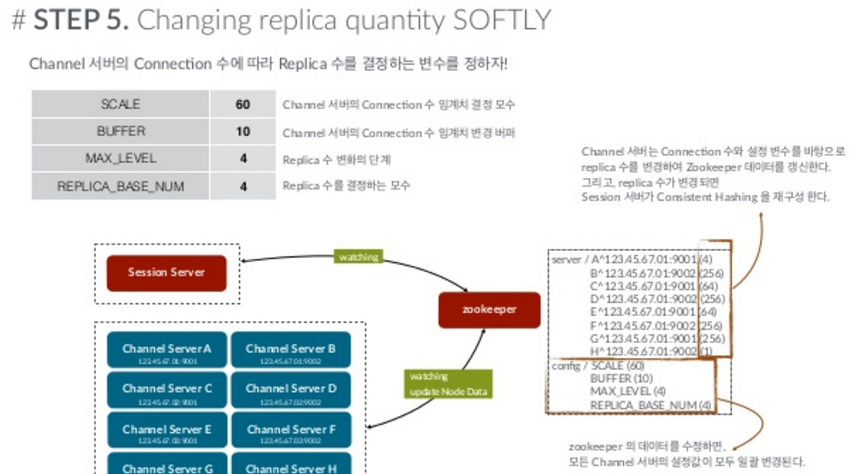 # STEP 5. Changing replica quantity SOFTLY
Channel 서버의 Connection 수에 따라 Replica 수를 결정하는 변수를 정하자!
SCALE 60 Channel 서버의 Connection 수 임계치 결정 모수
BUFFER 10 Channel 서버의 Connection 수 임계치 변경 버퍼
MAX_LEVEL 4 Replica 수 변화의 단계
REPLICA_BASE_NUM 4 Replica 수를 결정하는 모수
Channel 서버는 Connection 수와 설정 변수를 바탕으로
replica 수를 변경하여 Zookeeper 데이터를 갱신한다.
그리고, replica 수가 변경 되면
Session 서버가 Consistent Hashing 을 재구성 한다.
Session Server
watching
zookeeper
server / A^123.45.67.01:9001 (4)
B^123.45.67.01:9002 (256)
C^123.45.67.01:9001 (64)
D^123.45.67.01:9002 (256)
E^123.45.67.01:9001 (64)
F^123.45.67.01:9002 (256)
G^123.45.67.01:9001 (256)
H^123.45.67.01:9002 (1)
config / SCALE (60)
BUFFER (10)
MAX_LEVEL (4)
REPLICA_BASE_NUM (4)
watching
update Node Data
Channel Server A
123.45.67.01:9001
Channel Server B
123.45.67.01:9002
Channel Server C
123.45.67.02:9001
Channel Server D
123.45.67.02:9002
Channel Server E
123.45.67.03:9001
Channel Server F
123.45.67.03:9002
Channel Server G
Channel Server H
zookeeper 의 데이터를 수정하면,
모든 Channel 서버의 설정값이 모두 일괄 변경된다.